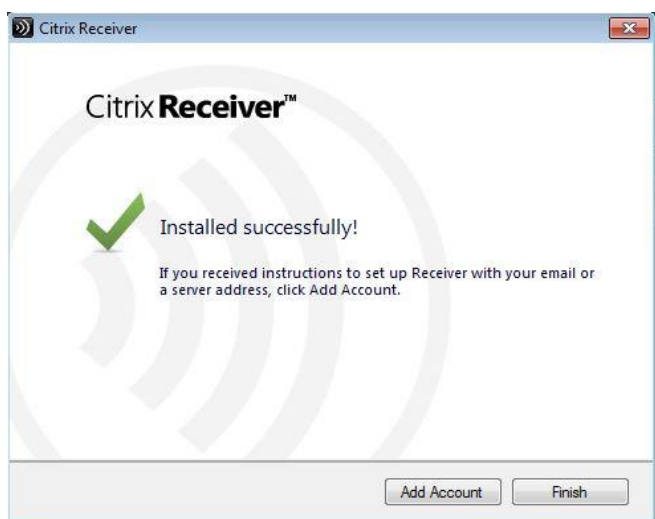 Citrix Receiver
Citrix Receiver™
Installed successfully!
If you received instructions to set up Receiver with your email or
a server address, click Add Account.
Add Account
Finish